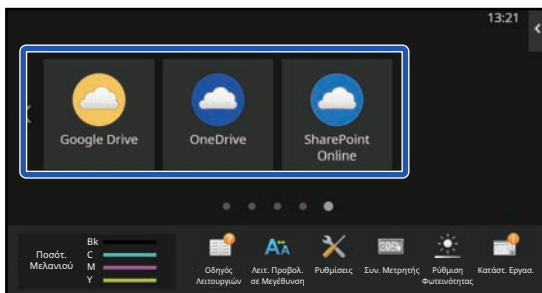 13:21
Google Drive
OneDrive
SharePoint
Online
Ποσότ.
Μελανιού
Bk
C
M
Y
Οδηγός
Λειτουργιών
Λειτ. Προβολ.
σε Μεγέθυνση
Ρυθμίσεις
Συν. Μετρητής
Ρύθμιση
Φωτεινότητας
Κατάστ. Εργασ.